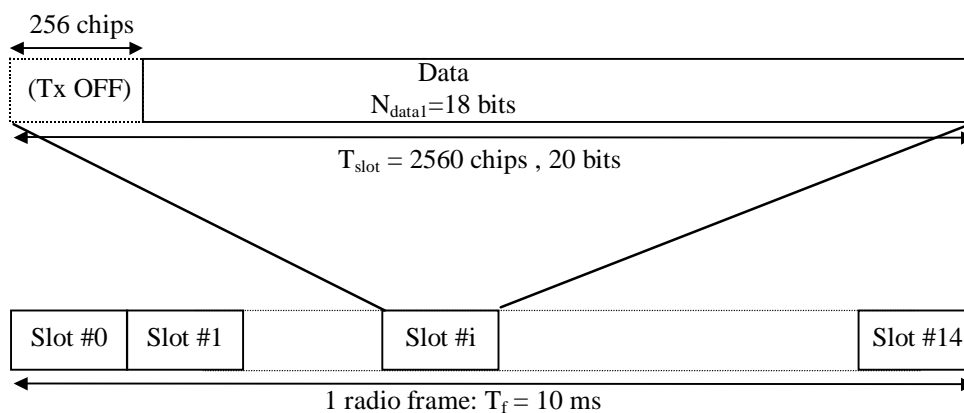 256 chips
(Tx OFF)
Data
N_data1=18 bits
T_slot = 2560 chips , 20 bits
Slot #0
Slot #1
Slot #i
Slot #14
1 radio frame: T_f = 10 ms